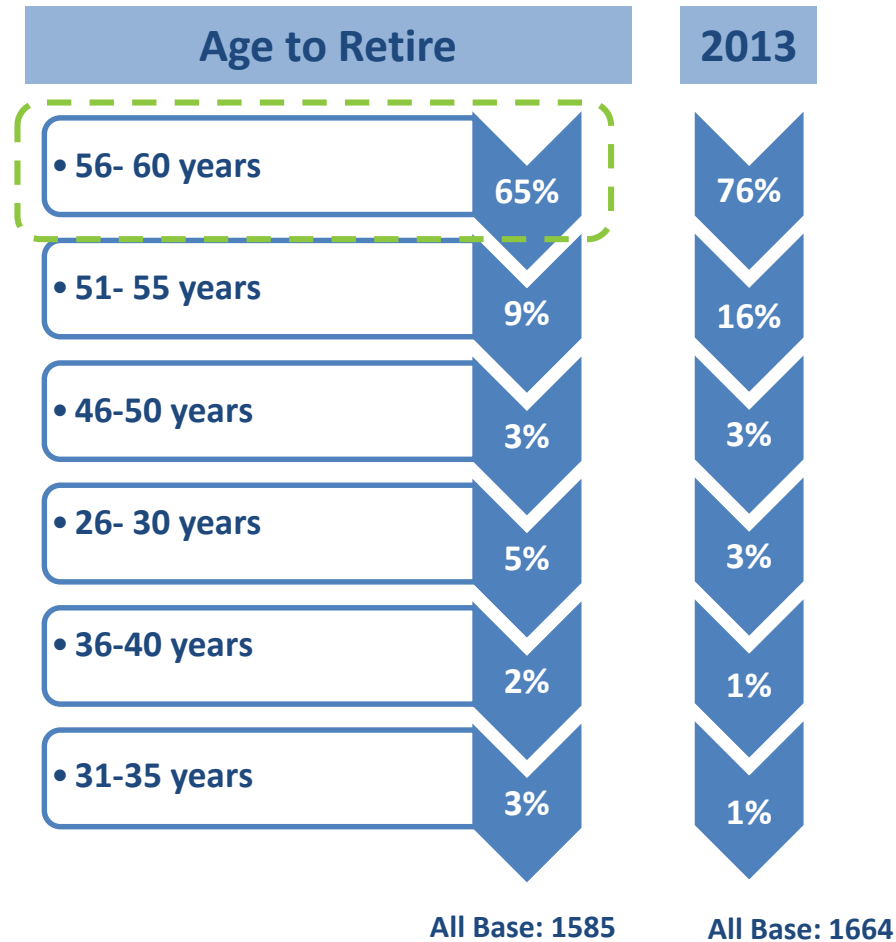 Age to Retire 2013
• 56- 60 years 65% 76%
• 51- 55 years 9% 16%
• 46-50 years 3% 3%
• 26- 30 years 5% 3%
• 36-40 years 2% 1%
• 31-35 years 3% 1%
All Base: 1585 All Base: 1664